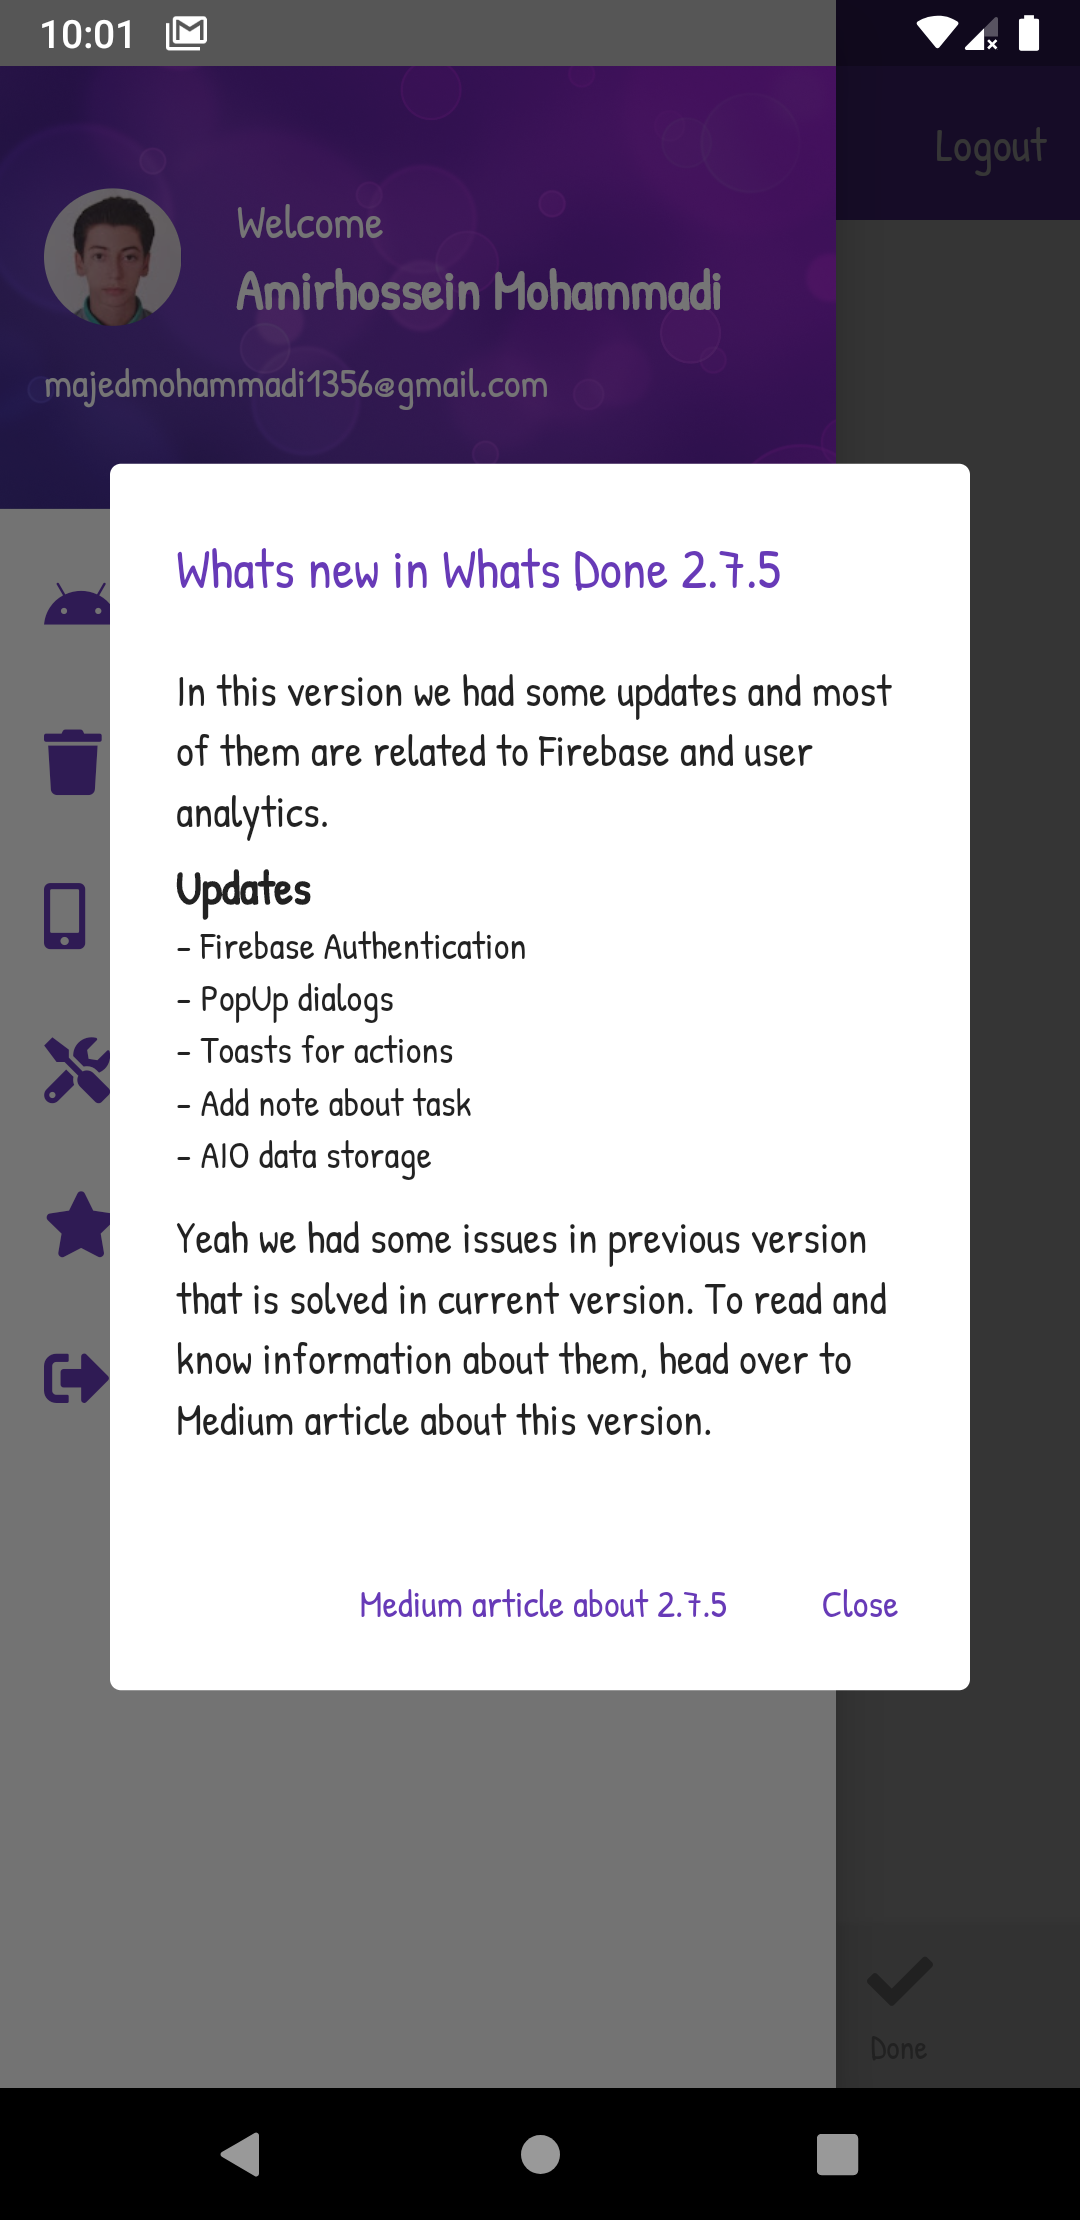 10:01
Logout
Welcome
Amirhossein Mohammadi
majedmohammadi1356@gmail.com
Whats new in Whats Done 2.7.5
In this version we had some updates and most
of them are related to Firebase and user
analytics.
Updates
- Firebase Authentication
- PopUp dialogs
- Toasts for actions
- Add note about task
- AIO data storage
Yeah we had some issues in previous version
that is solved in current version. To read and
know information about them, head over to
Medium article about this version.
Medium article about 2.7.5
Close
Done